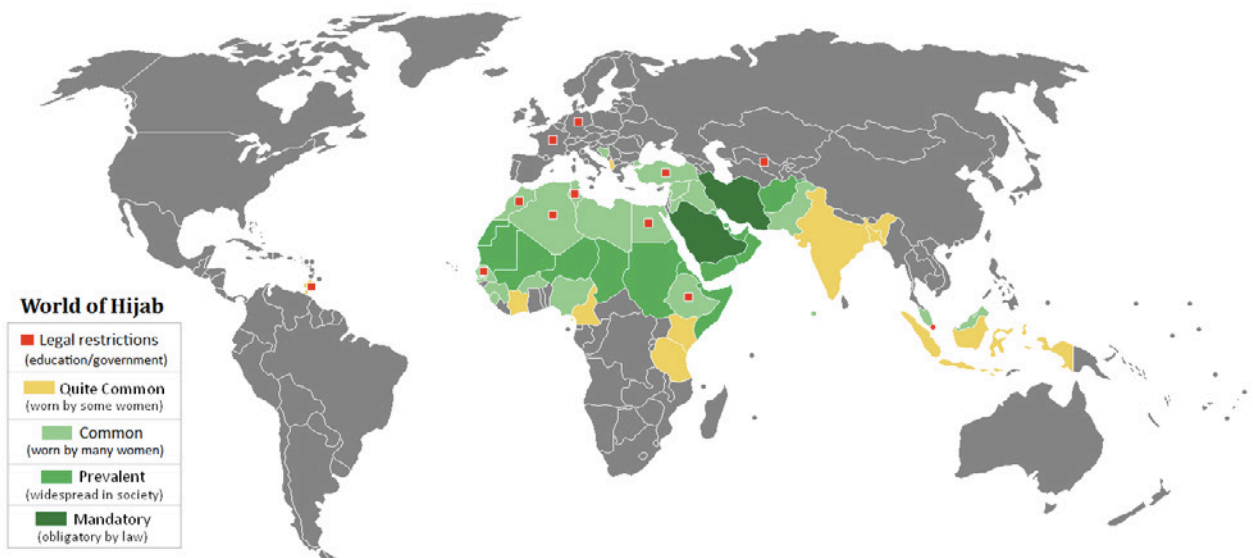 World of Hijab
Legal restrictions
(education/government)
Quite Common
(worn by some women)
Common
(worn by many women)
Prevalent
(widespread in society)
Mandatory
(obligatory by law)